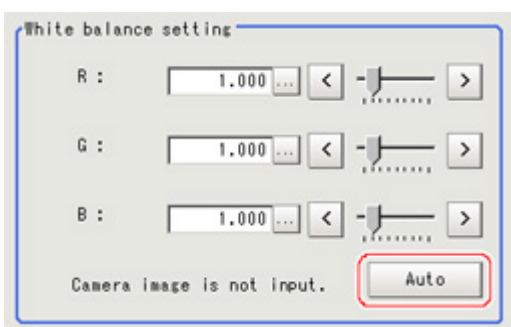 White balance setting
R : 1.000 ... < >
G : 1.000 ... < >
B : 1.000 ... < >
Camera image is not input. Auto